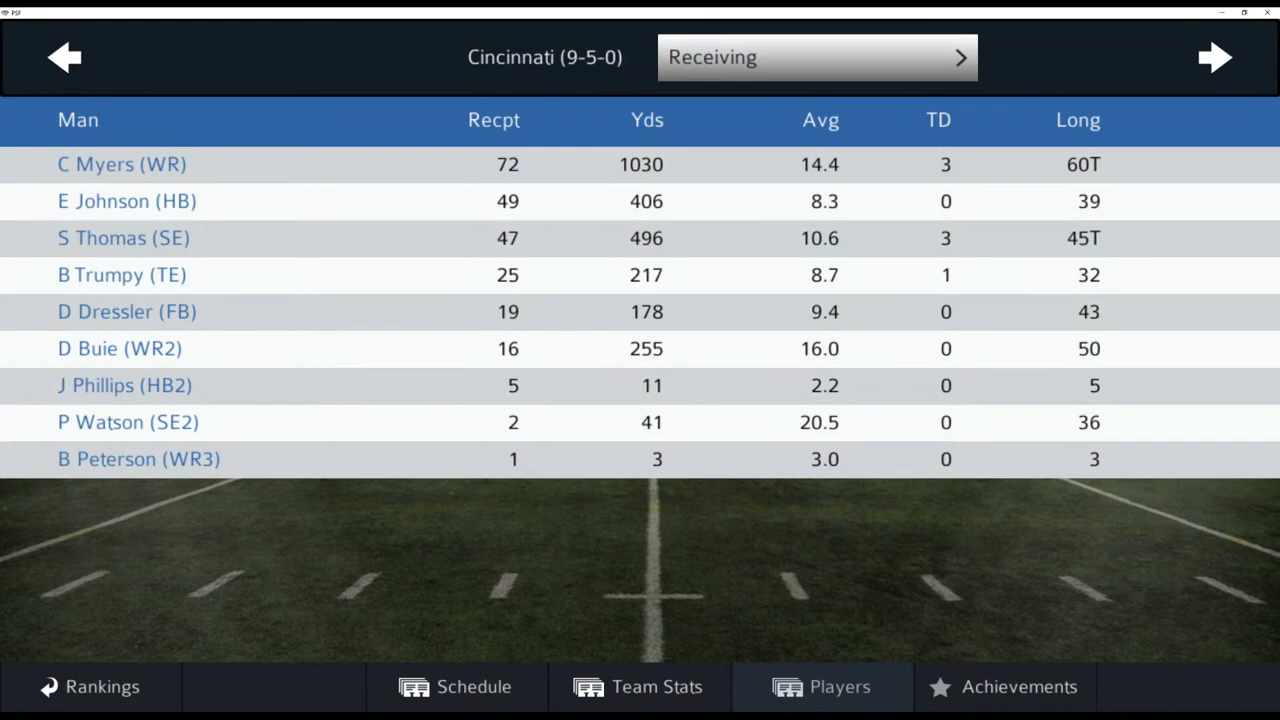 PSF
Cincinnati (9-5-0) Receiving
Man Recpt Yds Avg TD Long
C Myers (WR) 72 1030 14.4 3 60T
E Johnson (HB) 49 406 8.3 0 39
S Thomas (SE) 47 496 10.6 3 45T
B Trumpy (TE) 25 217 8.7 1 32
D Dressler (FB) 19 178 9.4 0 43
D Buie (WR2) 16 255 16.0 0 50
J Phillips (HB2) 5 11 2.2 0 5
P Watson (SE2) 2 41 20.5 0 36
B Peterson (WR3) 1 3 3.0 0 3
Rankings Schedule Team Stats Players Achievements